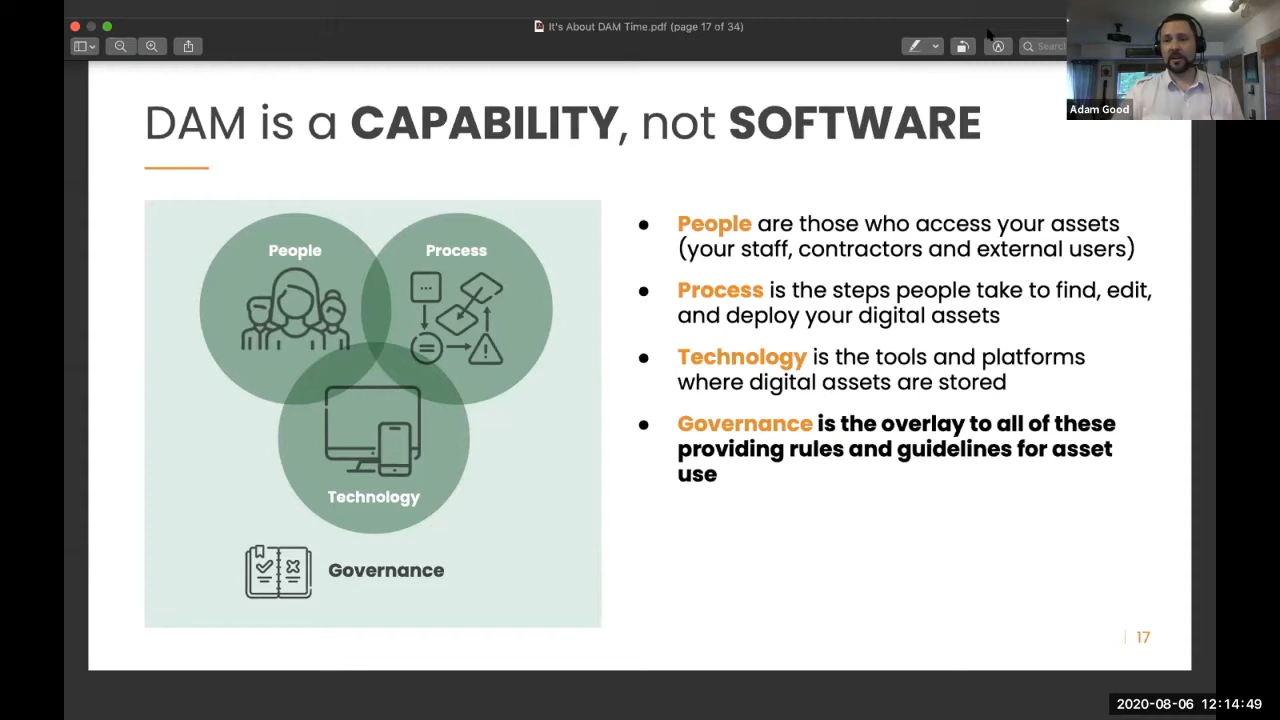 It's About DAM Time.pdf (page 17 of 34)
Search
Adam Good
DAM is a CAPABILITY, not SOFTWARE
People
Process
Technology
Governance
● People are those who access your assets
(your staff, contractors and external users)
● Process is the steps people take to find, edit,
and deploy your digital assets
● Technology is the tools and platforms
where digital assets are stored
● Governance is the overlay to all of these
providing rules and guidelines for asset
use
17
2020-08-06 12:14:49